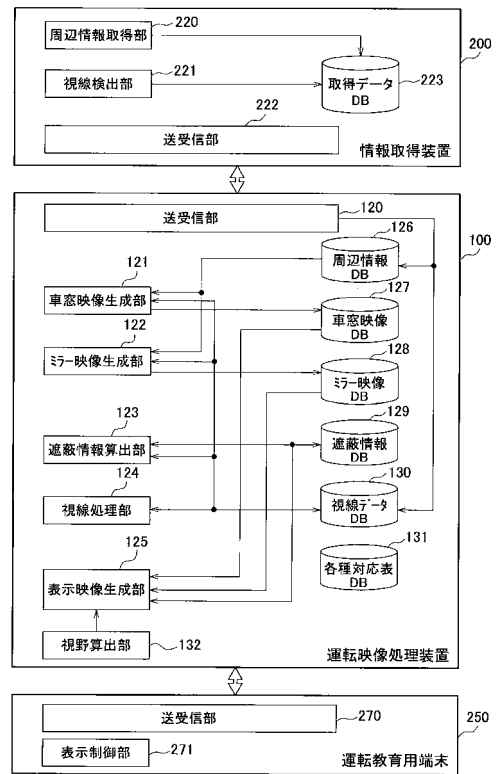 周辺情報取得部
220
200
視線検出部
221
取得データ
DB
223
222
送受信部
情報取得装置
送受信部
120
100
126
周辺情報
DB
121
車窓映像生成部
127
車窓映像
DB
122
ミラー映像生成部
128
ミラー映像
DB
123
遮蔽情報算出部
129
遮蔽情報
DB
124
視線処理部
130
視線データ
DB
125
表示映像生成部
131
各種対応表
DB
視野算出部
132
運転映像処理装置
送受信部
270
250
表示制御部
271
運転教育用端末